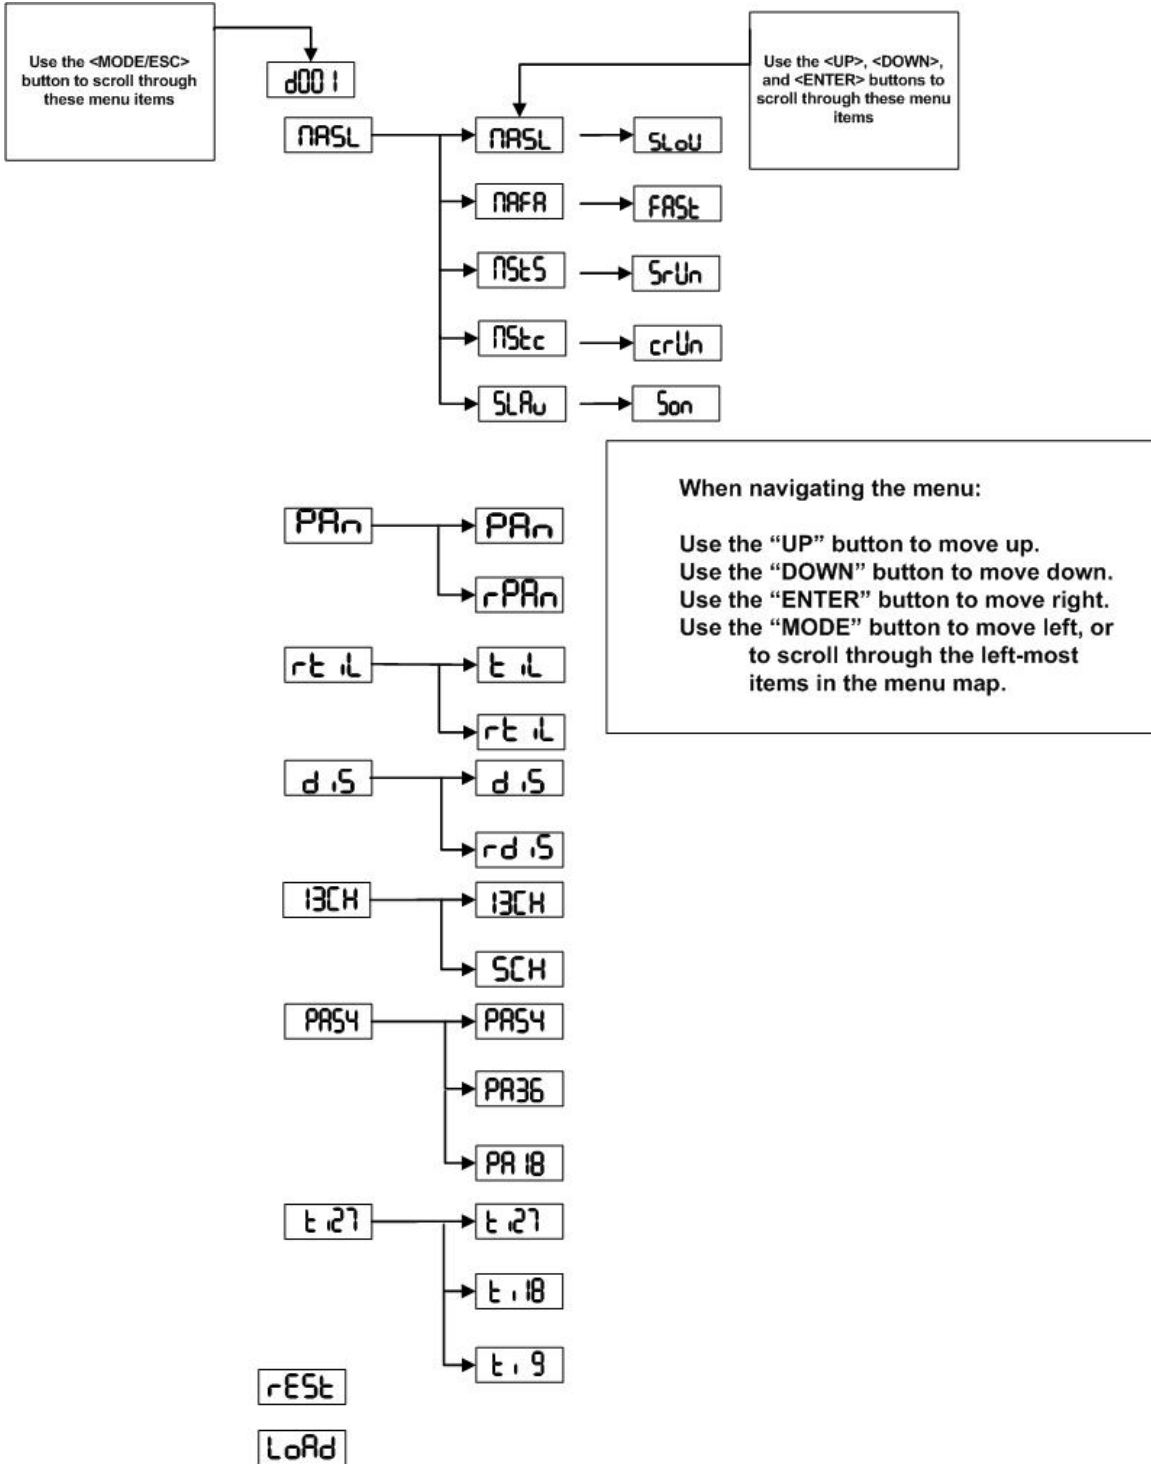 Use the <MODE/ESC>
button to scroll through
these menu items
d001
Use the <UP>, <DOWN>,
and <ENTER> buttons to
scroll through these menu
items
NASL NASL SLoU
NAFA FASt
NStS SrUn
NStc crUn
SLAv Son
When navigating the menu:
Use the “UP” button to move up.
Use the “DOWN” button to move down.
Use the “ENTER” button to move right.
Use the “MODE” button to move left, or
to scroll through the left-most
items in the menu map.
PAn PAn
rPAn
rtiL tiL
rtiL
diS diS
rdiS
13CH 13CH
5CH
PA54 PA54
PA36
PA18
ti27 ti27
ti18
ti 9
rESt
LoAd